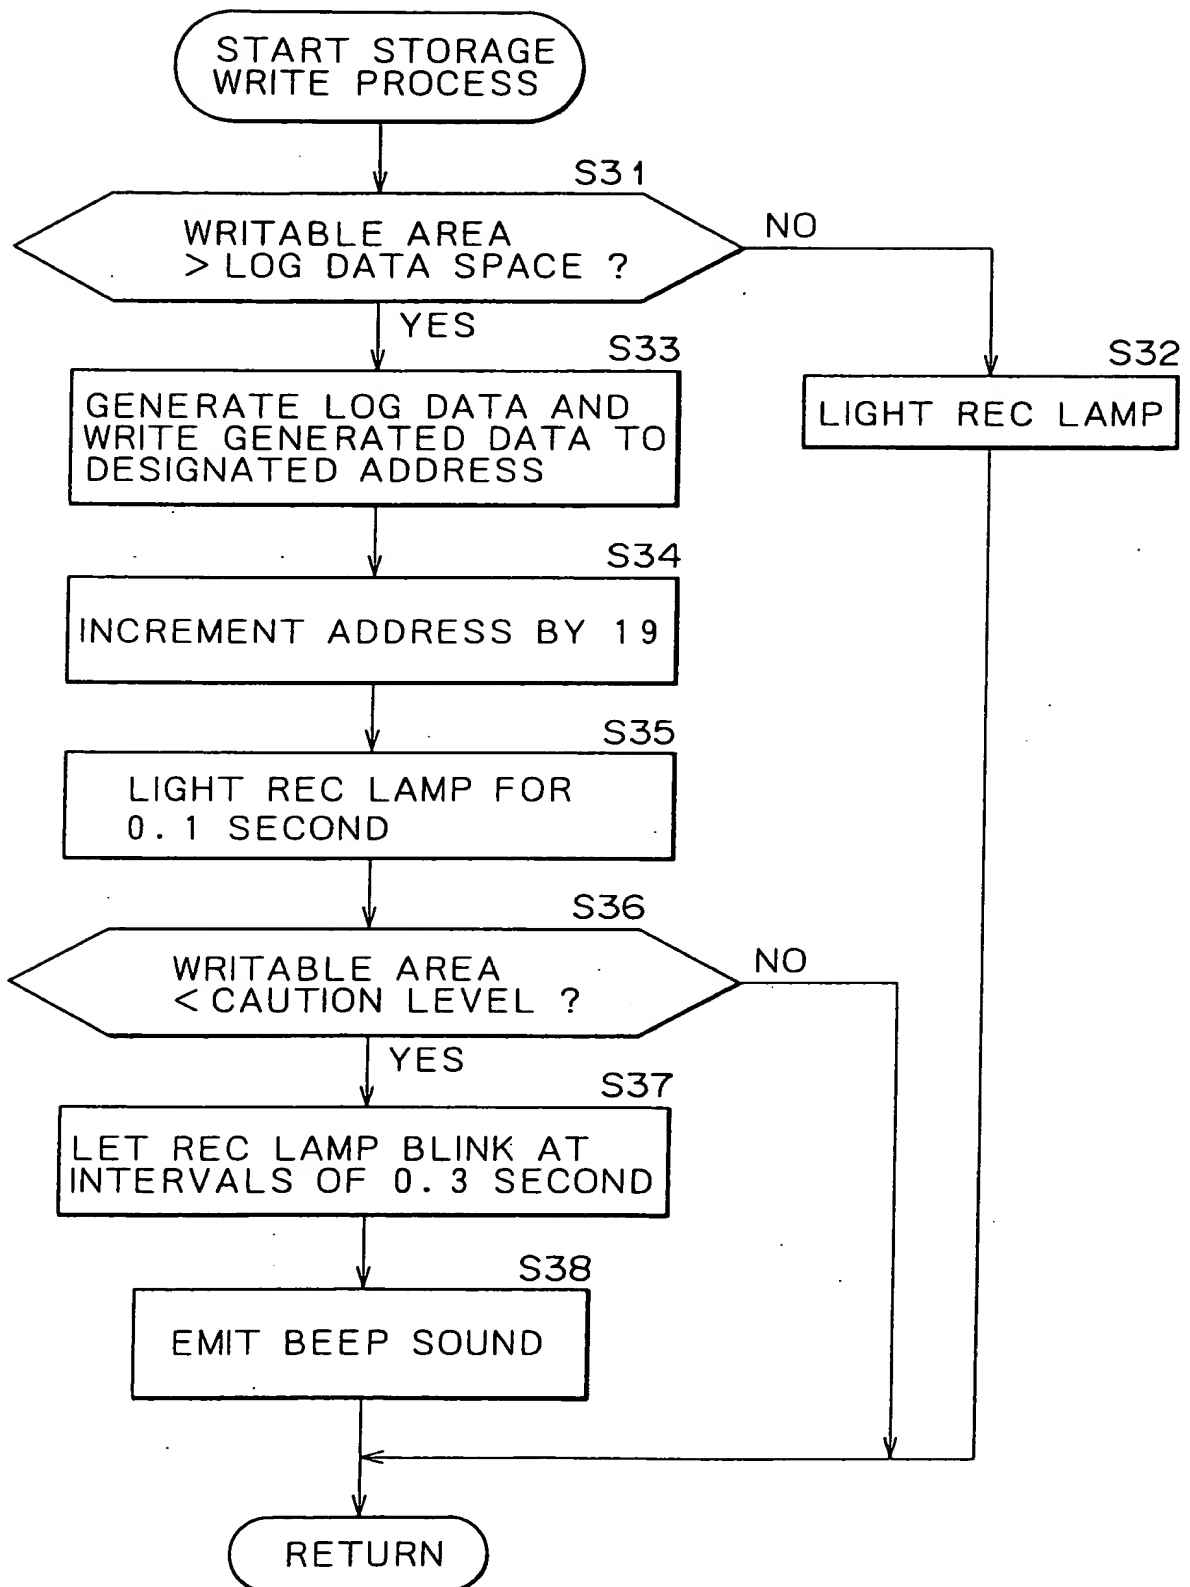 START STORAGE
WRITE PROCESS
S31
WRITABLE AREA
> LOG DATA SPACE ?
NO
YES
S32
LIGHT REC LAMP
S33
GENERATE LOG DATA AND
WRITE GENERATED DATA TO
DESIGNATED ADDRESS
S34
INCREMENT ADDRESS BY 19
S35
LIGHT REC LAMP FOR
0.1 SECOND
S36
WRITABLE AREA
< CAUTION LEVEL ?
NO
YES
S37
LET REC LAMP BLINK AT
INTERVALS OF 0.3 SECOND
S38
EMIT BEEP SOUND
RETURN